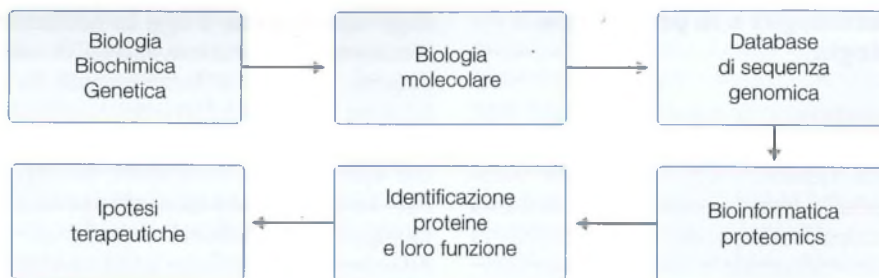 Biologia
Biochimica
Genetica
Biologia
molecolare
Database
di sequenza
genomica
Bioinformatica
proteomics
Identificazione
proteine
e loro funzione
Ipotesi
terapeutiche